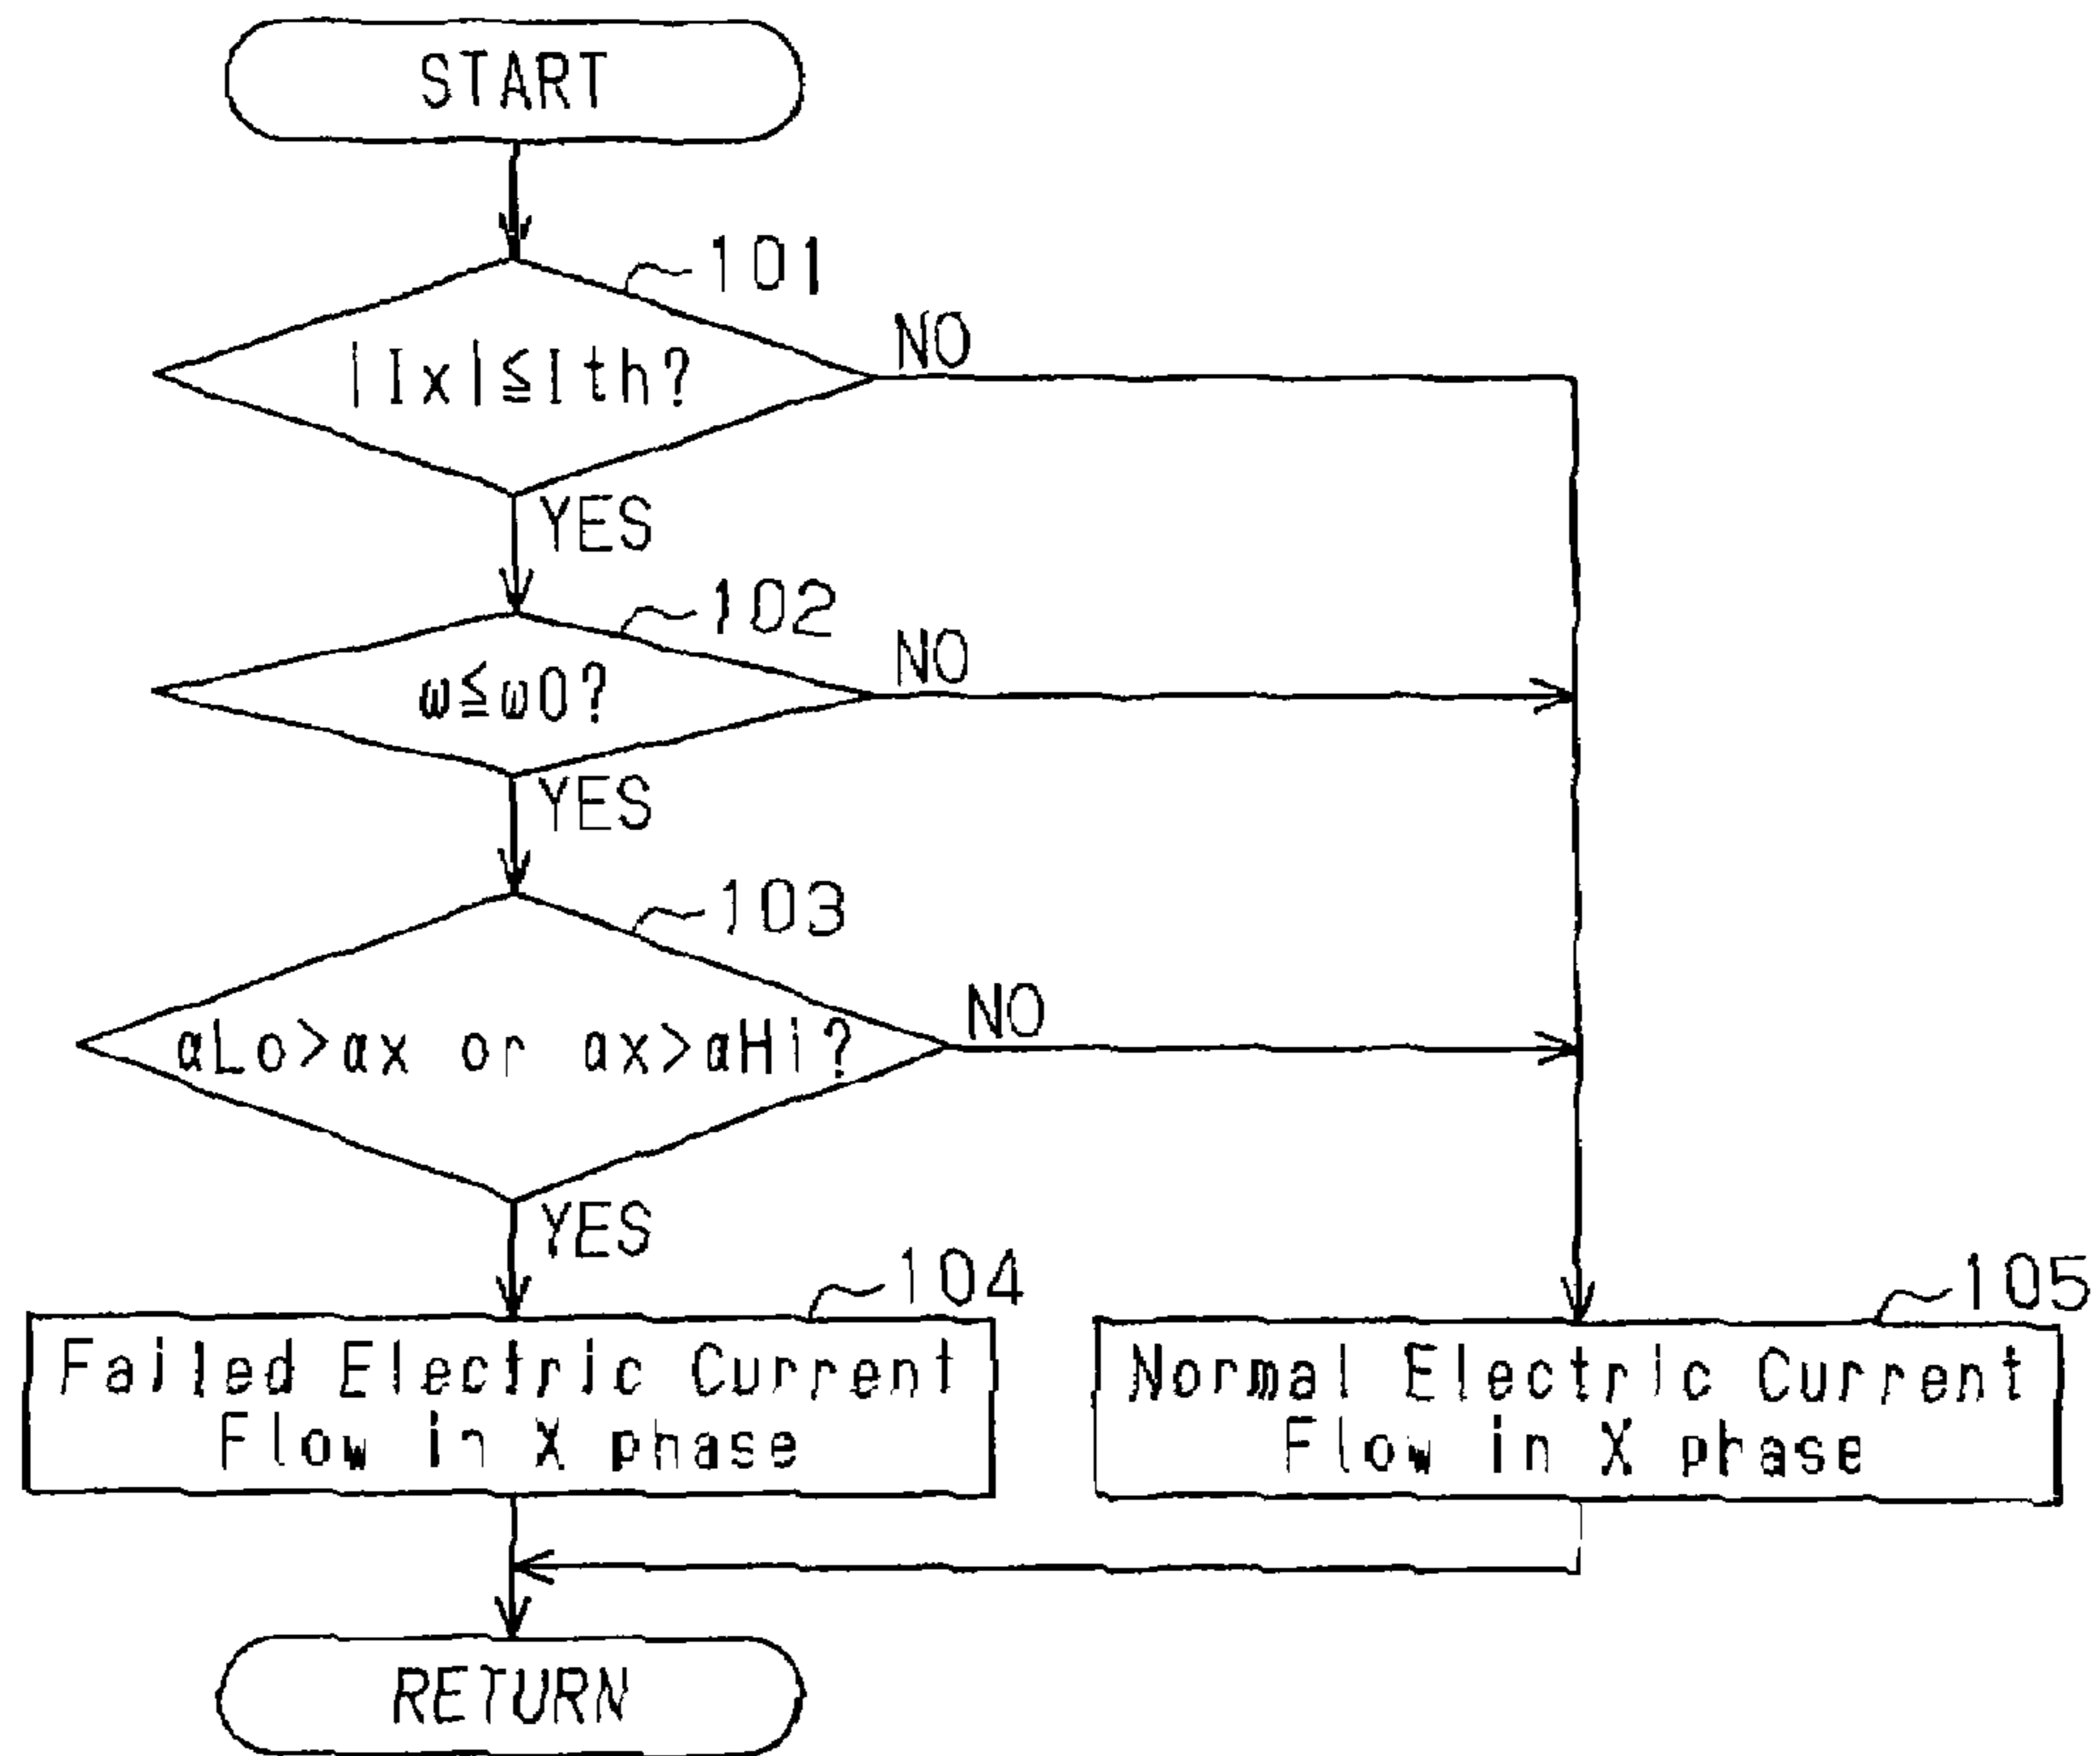 START
101
|Ix|≦Ith?
NO
YES
102
ω≦ω0?
NO
YES
103
αLo>αx or αx>αHi?
NO
YES
104
Failed Electric Current
Flow in X phase
105
Normal Electric Current
Flow in X phase
RETURN